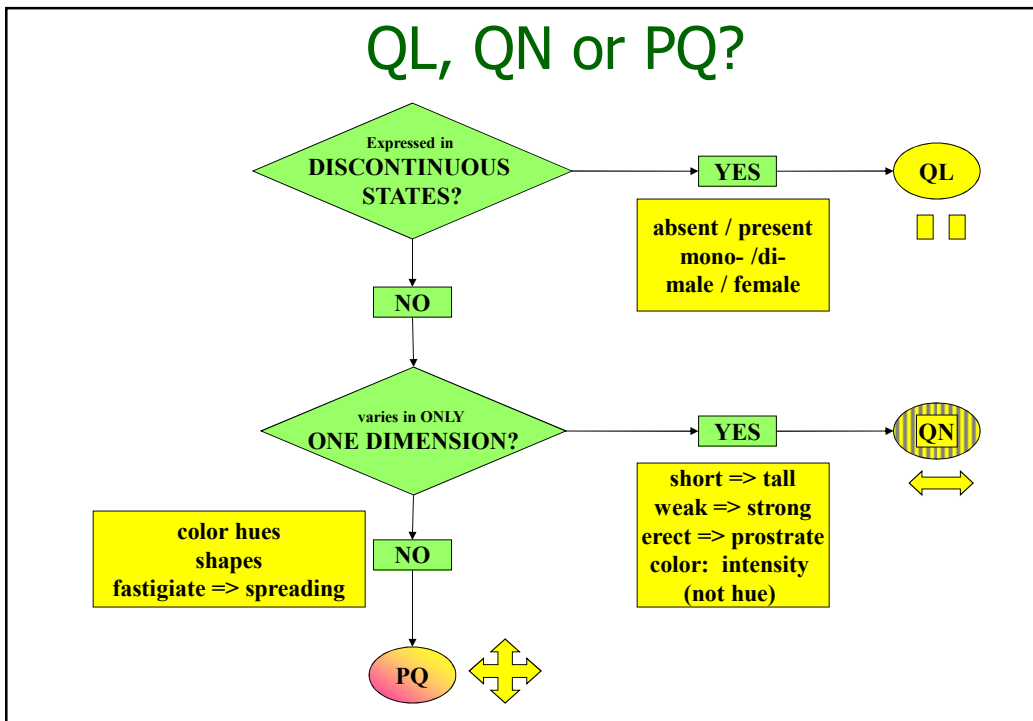 QL, QN or PQ?
Expressed in
DISCONTINUOUS
STATES?
YES
QL
absent / present
mono- /di-
male / female
NO
varies in ONLY
ONE DIMENSION?
YES
QN
short => tall
weak => strong
erect => prostrate
color:  intensity
(not hue)
color hues
shapes
fastigiate => spreading
NO
PQ